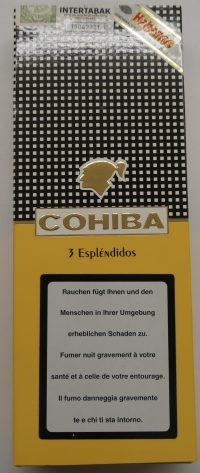 INTERTABAK
Habanos
COHIBA
3 Espléndidos
Rauchen fügt Ihnen und den
Menschen in Ihrer Umgebung
erheblichen Schaden zu.
Fumer nuit gravement à votre
santé et à celle de votre entourage.
Il fumo danneggia gravemente
te e chi ti sta intorno.